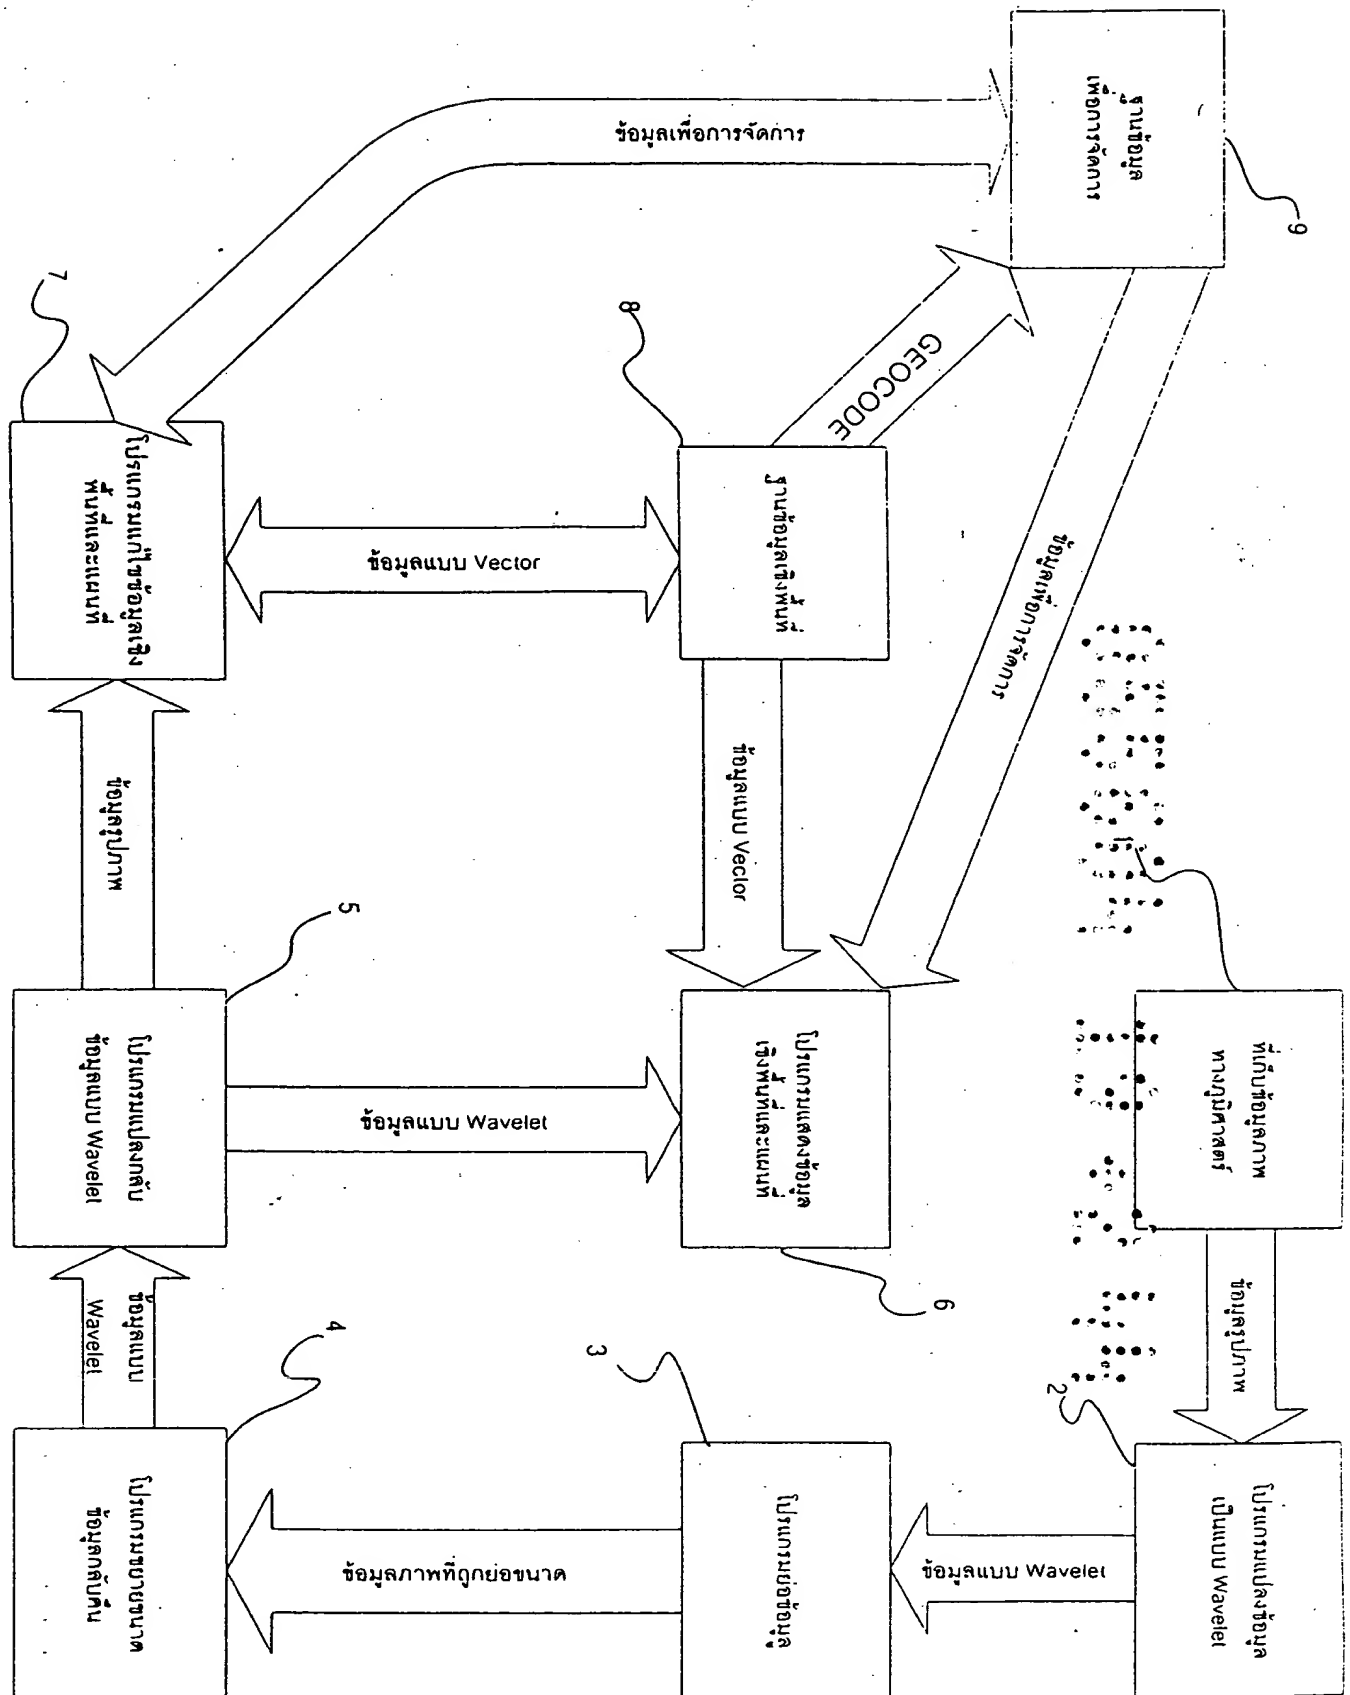 1
ที่เก็บข้อมูลภาพ
ทางภูมิศาสตร์
ข้อมูลรูปภาพ
2
โปรแกรมแปลงข้อมูล
เป็นแบบ Wavelet
ข้อมูลแบบ Wavelet
3
โปรแกรมย่อข้อมูล
ข้อมูลภาพที่ถูกย่อขนาด
4
โปรแกรมขยายขนาด
ข้อมูลกลับคืน
ข้อมูลแบบ
Wavelet
5
โปรแกรมแปลงกลับ
ข้อมูลแบบ Wavelet
ข้อมูลแบบ Wavelet
6
โปรแกรมแสดงข้อมูล
เชิงพื้นที่และแผนที่
ข้อมูลรูปภาพ
7
โปรแกรมแก้ไขข้อมูลเชิง
พื้นที่และแผนที่
ข้อมูลแบบ Vector
8
ฐานข้อมูลเชิงพื้นที่
ข้อมูลแบบ Vector
GEOCODE
9
ฐานข้อมูล
เพื่อการจัดการ
ข้อมูลเพื่อการจัดการ
ข้อมูลเพื่อการจัดการ